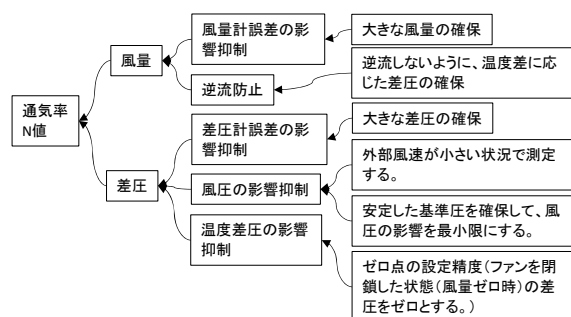 通気率
N値
風量
差圧
風量計誤差の影
響抑制
逆流防止
差圧計誤差の影
響抑制
風圧の影響抑制
温度差圧の影響
抑制
大きな風量の確保
逆流しないように、温度差に応
じた差圧の確保
大きな差圧の確保
外部風速が小さい状況で測定
する。
安定した基準圧を確保して、風
圧の影響を最小限にする。
ゼロ点の設定精度(ファンを閉
鎖した状態(風量ゼロ時)の差
圧をゼロとする。)